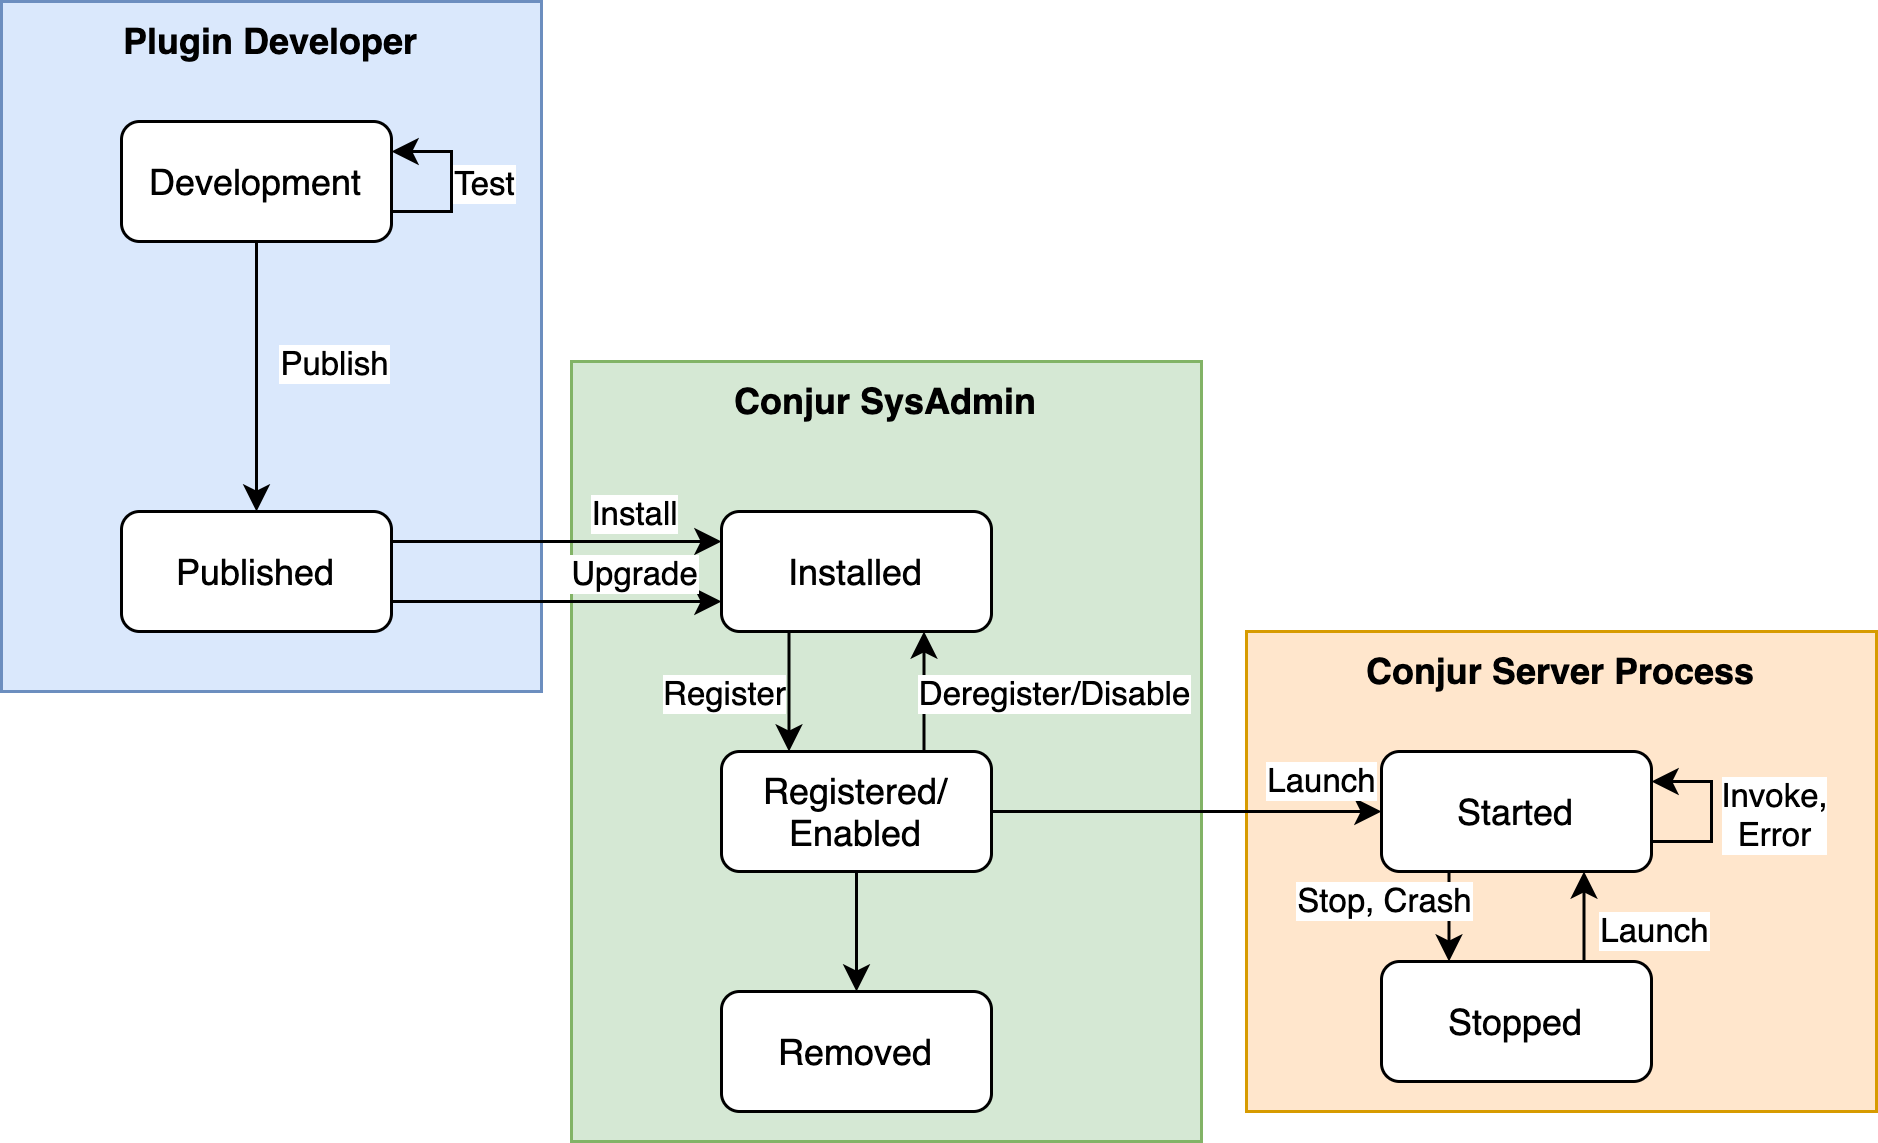 Plugin Developer
Development
Test
Publish
Published
Conjur SysAdmin
Install
Upgrade
Installed
Register
Deregister/Disable
Registered/
Enabled
Removed
Conjur Server Process
Launch
Started
Invoke,
Error
Stop, Crash
Launch
Stopped